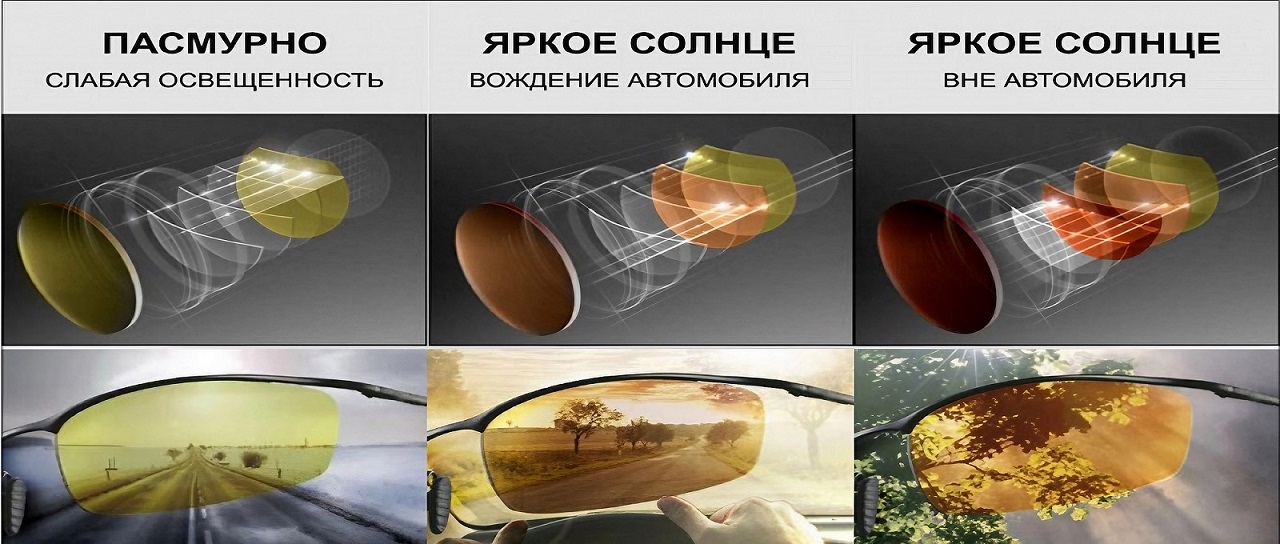 ПАСМУРНО
СЛАБАЯ ОСВЕЩЕННОСТЬ
ЯРКОЕ СОЛНЦЕ
ВОЖДЕНИЕ АВТОМОБИЛЯ
ЯРКОЕ СОЛНЦЕ
ВНЕ АВТОМОБИЛЯ